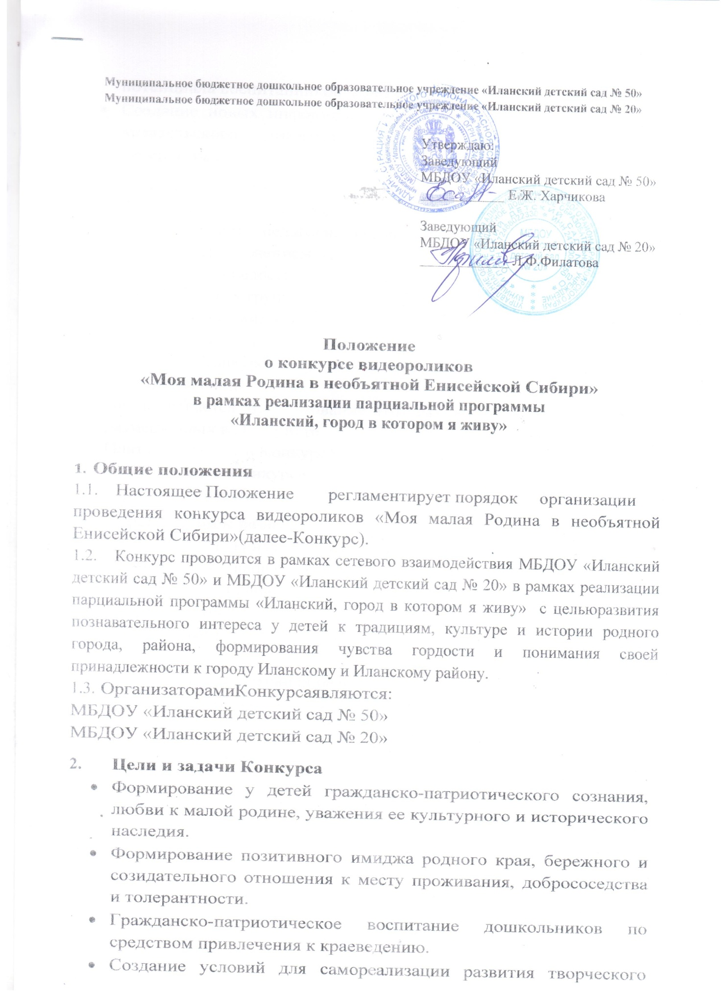 Муниципальное бюджетное дошкольное образовательное учреждение «Иланский детский сад № 50»
Муниципальное бюджетное дошкольное образовательное учреждение «Иланский детский сад № 20»
Утверждаю:
Заведующий
МБДОУ «Иланский детский сад № 50»
Е.Ж. Харчикова
Заведующий
МБДОУ «Иланский детский сад № 20»
Л.Ф.Филатова
Положение
о конкурсе видеороликов
«Моя малая Родина в необъятной Енисейской Сибири»
в рамках реализации парциальной программы
«Иланский, город в котором я живу»
1. Общие положения
1.1. Настоящее Положение регламентирует порядок организации
проведения конкурса видеороликов «Моя малая Родина в необъятной
Енисейской Сибири»(далее-Конкурс).
1.2. Конкурс проводится в рамках сетевого взаимодействия МБДОУ «Иланский
детский сад № 50» и МБДОУ «Иланский детский сад № 20» в рамках реализации
парциальной программы «Иланский, город в котором я живу» с цельюразвития
познавательного интереса у детей к традициям, культуре и истории родного
города, района, формирования чувства гордости и понимания своей
принадлежности к городу Иланскому и Иланскому району.
1.3. ОрганизаторамиКонкурсаявляются:
МБДОУ «Иланский детский сад № 50»
МБДОУ «Иланский детский сад № 20»
2. Цели и задачи Конкурса
• Формирование у детей гражданско-патриотического сознания,
любви к малой родине, уважения ее культурного и исторического
наследия.
• Формирование позитивного имиджа родного края, бережного и
созидательного отношения к месту проживания, добрососедства
и толерантности.
• Гражданско-патриотическое воспитание дошкольников по
средством привлечения к краеведению.
• Создание условий для самореализации развития творческого